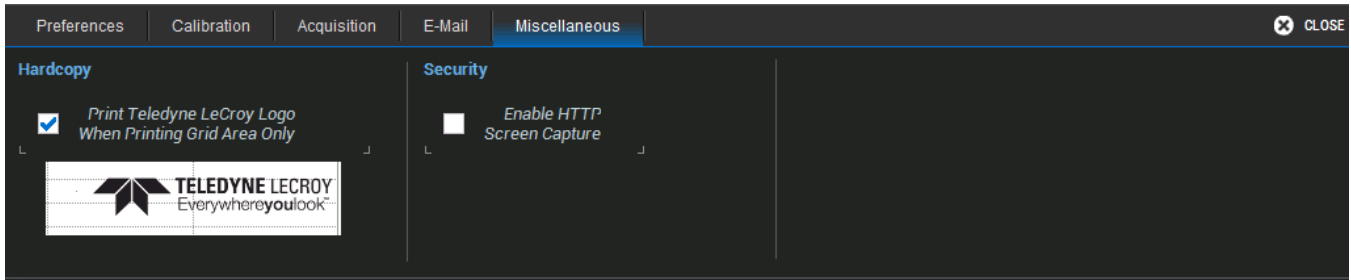 Preferences
Calibration
Acquisition
E-Mail
Miscellaneous
CLOSE
Hardcopy
Print Teledyne LeCroy Logo
When Printing Grid Area Only
TELEDYNE LECROY
Everywhereyoulook™
Security
Enable HTTP
Screen Capture